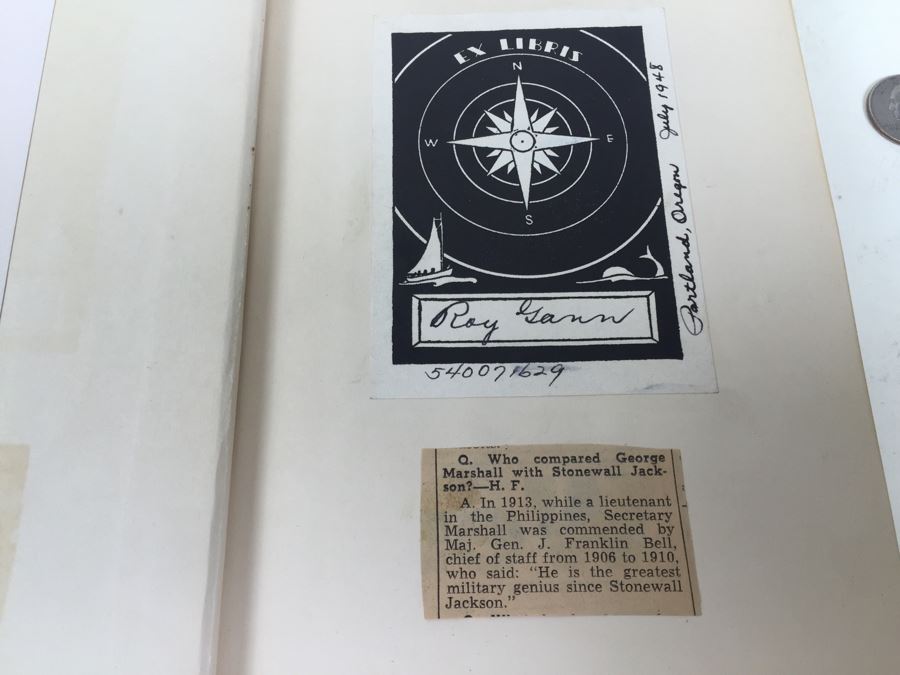 EX LIBRIS
N
W E
S
Roy Gann
540071629
Portland, Oregon July 1948
Q. Who compared George
Marshall with Stonewall Jack-
son?—H. F.
A. In 1913, while a lieutenant
in the Philippines, Secretary
Marshall was commended by
Maj. Gen. J. Franklin Bell,
chief of staff from 1906 to 1910,
who said: "He is the greatest
military genius since Stonewall
Jackson."